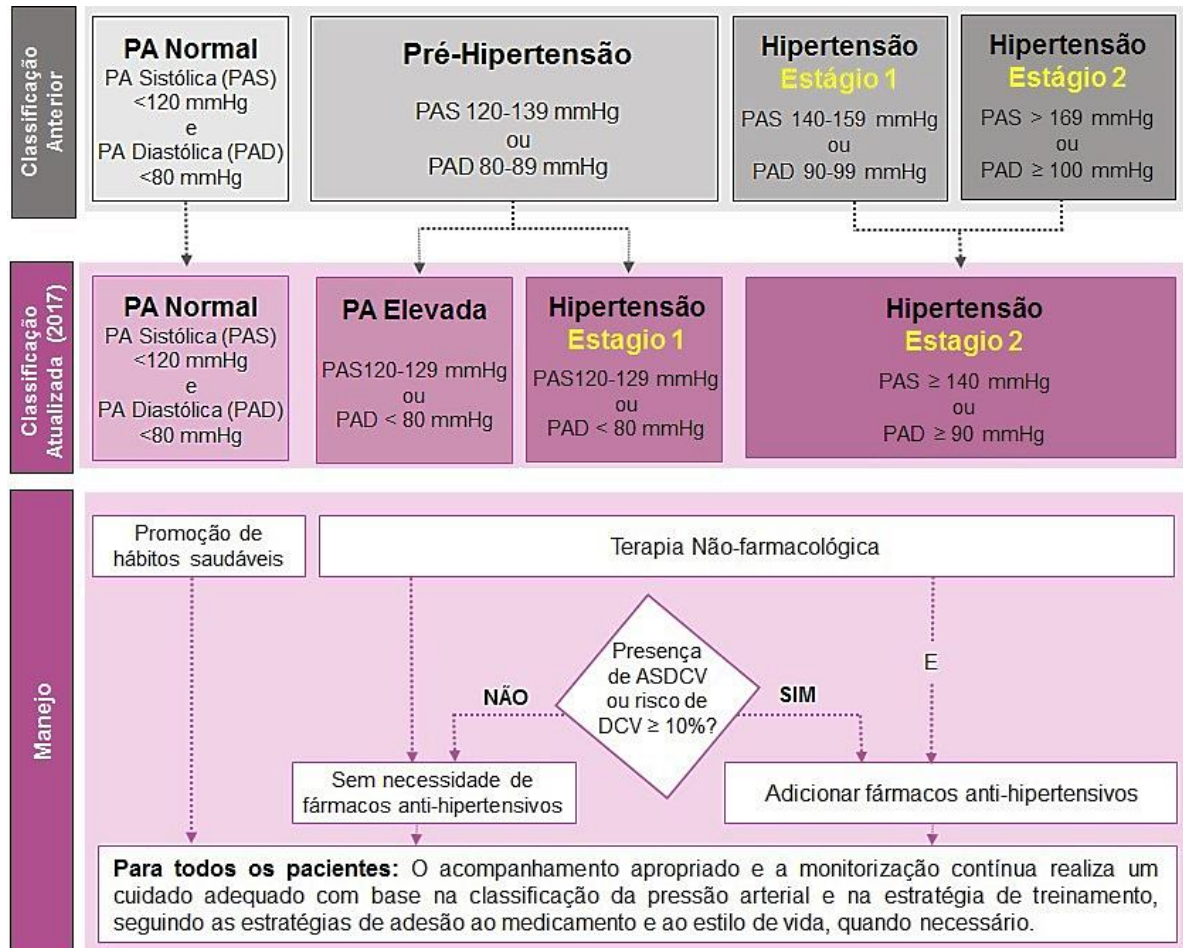 Classificação
Anterior
PA Normal
PA Sistólica (PAS)
<120 mmHg
e
PA Diastólica (PAD)
<80 mmHg
Pré-Hipertensão
PAS 120-139 mmHg
ou
PAD 80-89 mmHg
Hipertensão
Estágio 1
PAS 140-159 mmHg
ou
PAD 90-99 mmHg
Hipertensão
Estágio 2
PAS > 169 mmHg
ou
PAD ≥ 100 mmHg
Classificação
Atualizada (2017)
PA Normal
PA Sistólica (PAS)
<120 mmHg
e
PA Diastólica (PAD)
<80 mmHg
PA Elevada
PAS120-129 mmHg
ou
PAD < 80 mmHg
Hipertensão
Estagio 1
PAS120-129 mmHg
ou
PAD < 80 mmHg
Hipertensão
Estagio 2
PAS ≥ 140 mmHg
ou
PAD ≥ 90 mmHg
Manejo
Promoção de
hábitos saudáveis
Terapia Não-farmacológica
Presença
de ASDCV
ou risco de
DCV ≥ 10%?
NÃO
SIM
E
Sem necessidade de
fármacos anti-hipertensivos
Adicionar fármacos anti-hipertensivos
Para todos os pacientes: O acompanhamento apropriado e a monitorização contínua realiza um
cuidado adequado com base na classificação da pressão arterial e na estratégia de treinamento,
seguindo as estratégias de adesão ao medicamento e ao estilo de vida, quando necessário.